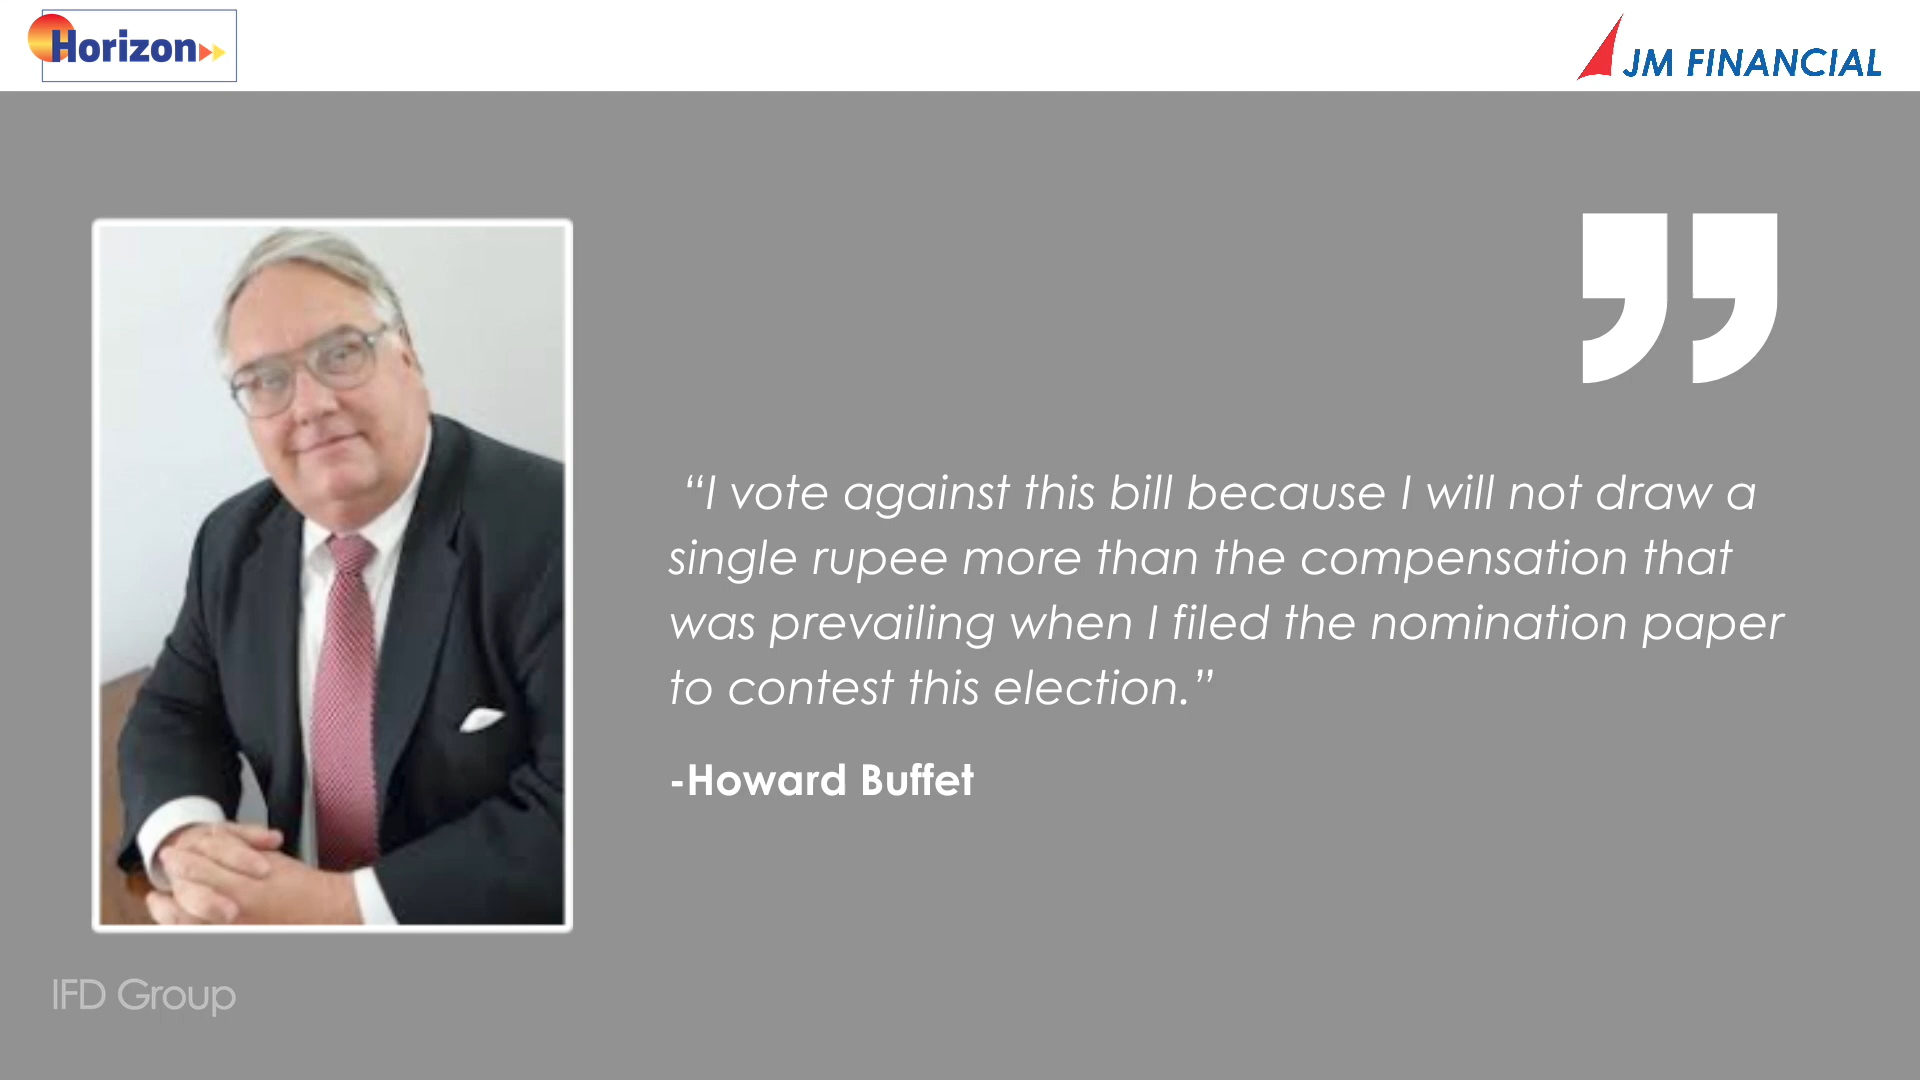 Horizon
JM FINANCIAL
“I vote against this bill because I will not draw a
single rupee more than the compensation that
was prevailing when I filed the nomination paper
to contest this election.”
-Howard Buffet
IFD Group